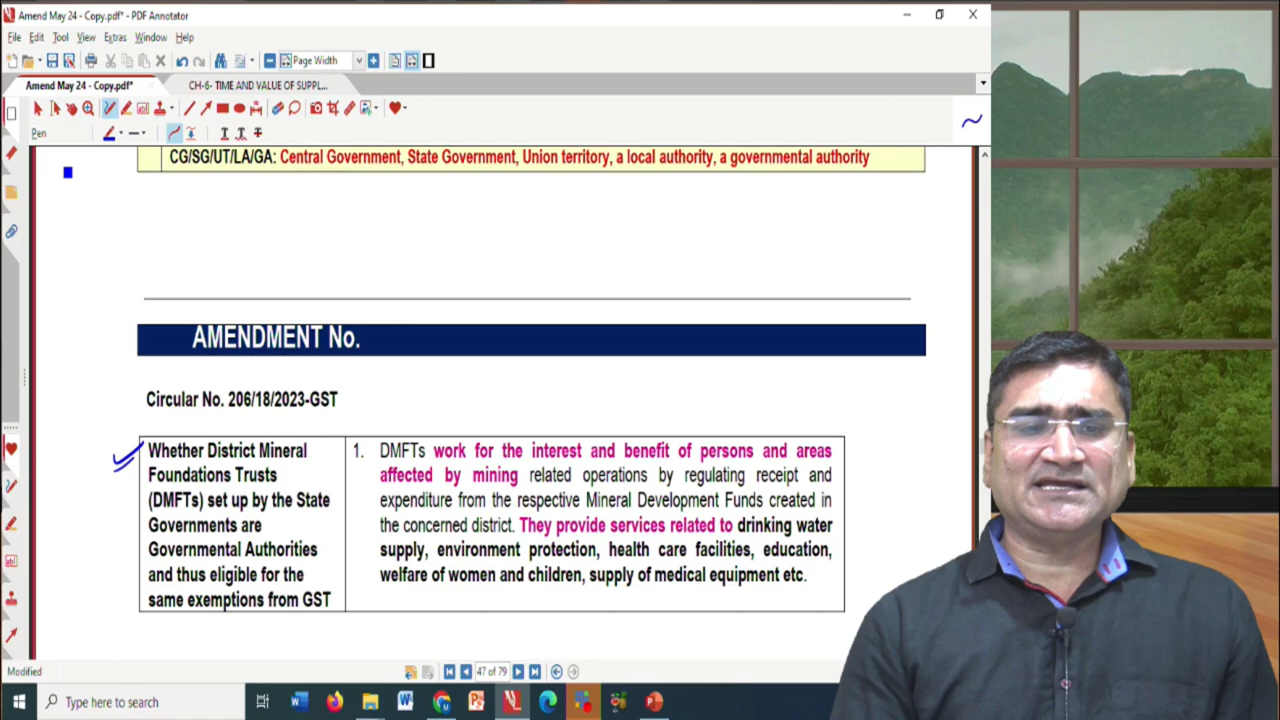 Amend May 24 - Copy.pdf* - PDF Annotator
File Edit Tool View Extras Window Help
Page Width
Amend May 24 - Copy.pdf*
CH-6- TIME AND VALUE OF SUPPL...
Pen
CG/SG/UT/LA/GA: Central Government, State Government, Union territory, a local authority, a governmental authority
AMENDMENT No.
Circular No. 206/18/2023-GST
Whether District Mineral
Foundations Trusts
(DMFTs) set up by the State
Governments are
Governmental Authorities
and thus eligible for the
same exemptions from GST
1. DMFTs work for the interest and benefit of persons and areas
affected by mining related operations by regulating receipt and
expenditure from the respective Mineral Development Funds created in
the concerned district. They provide services related to drinking water
supply, environment protection, health care facilities, education,
welfare of women and children, supply of medical equipment etc.
Modified
47 of 79
Type here to search